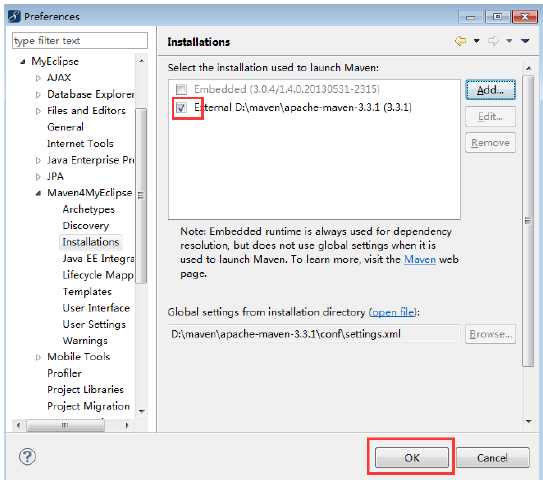 Preferences
type filter text
MyEclipse
AJAX
Database Explorer
Files and Editors
General
Internet Tools
Java Enterprise Pro
JPA
Maven4MyEclipse
Archetypes
Discovery
Installations
Java EE Integra
Lifecycle Mapp
Templates
User Interface
User Settings
Warnings
Mobile Tools
Profiler
Project Libraries
Project Migration
Installations
Select the installation used to launch Maven:
Embedded (3.0.4/1.4.0.20130531-2315)
External D:\maven\apache-maven-3.3.1 (3.3.1)
Add...
Edit...
Remove
Note: Embedded runtime is always used for dependency
resolution, but does not use global settings when it is
used to launch Maven. To learn more, visit the Maven web
page.
Global settings from installation directory (open file):
D:\maven\apache-maven-3.3.1\conf\settings.xml
Browse...
OK
Cancel